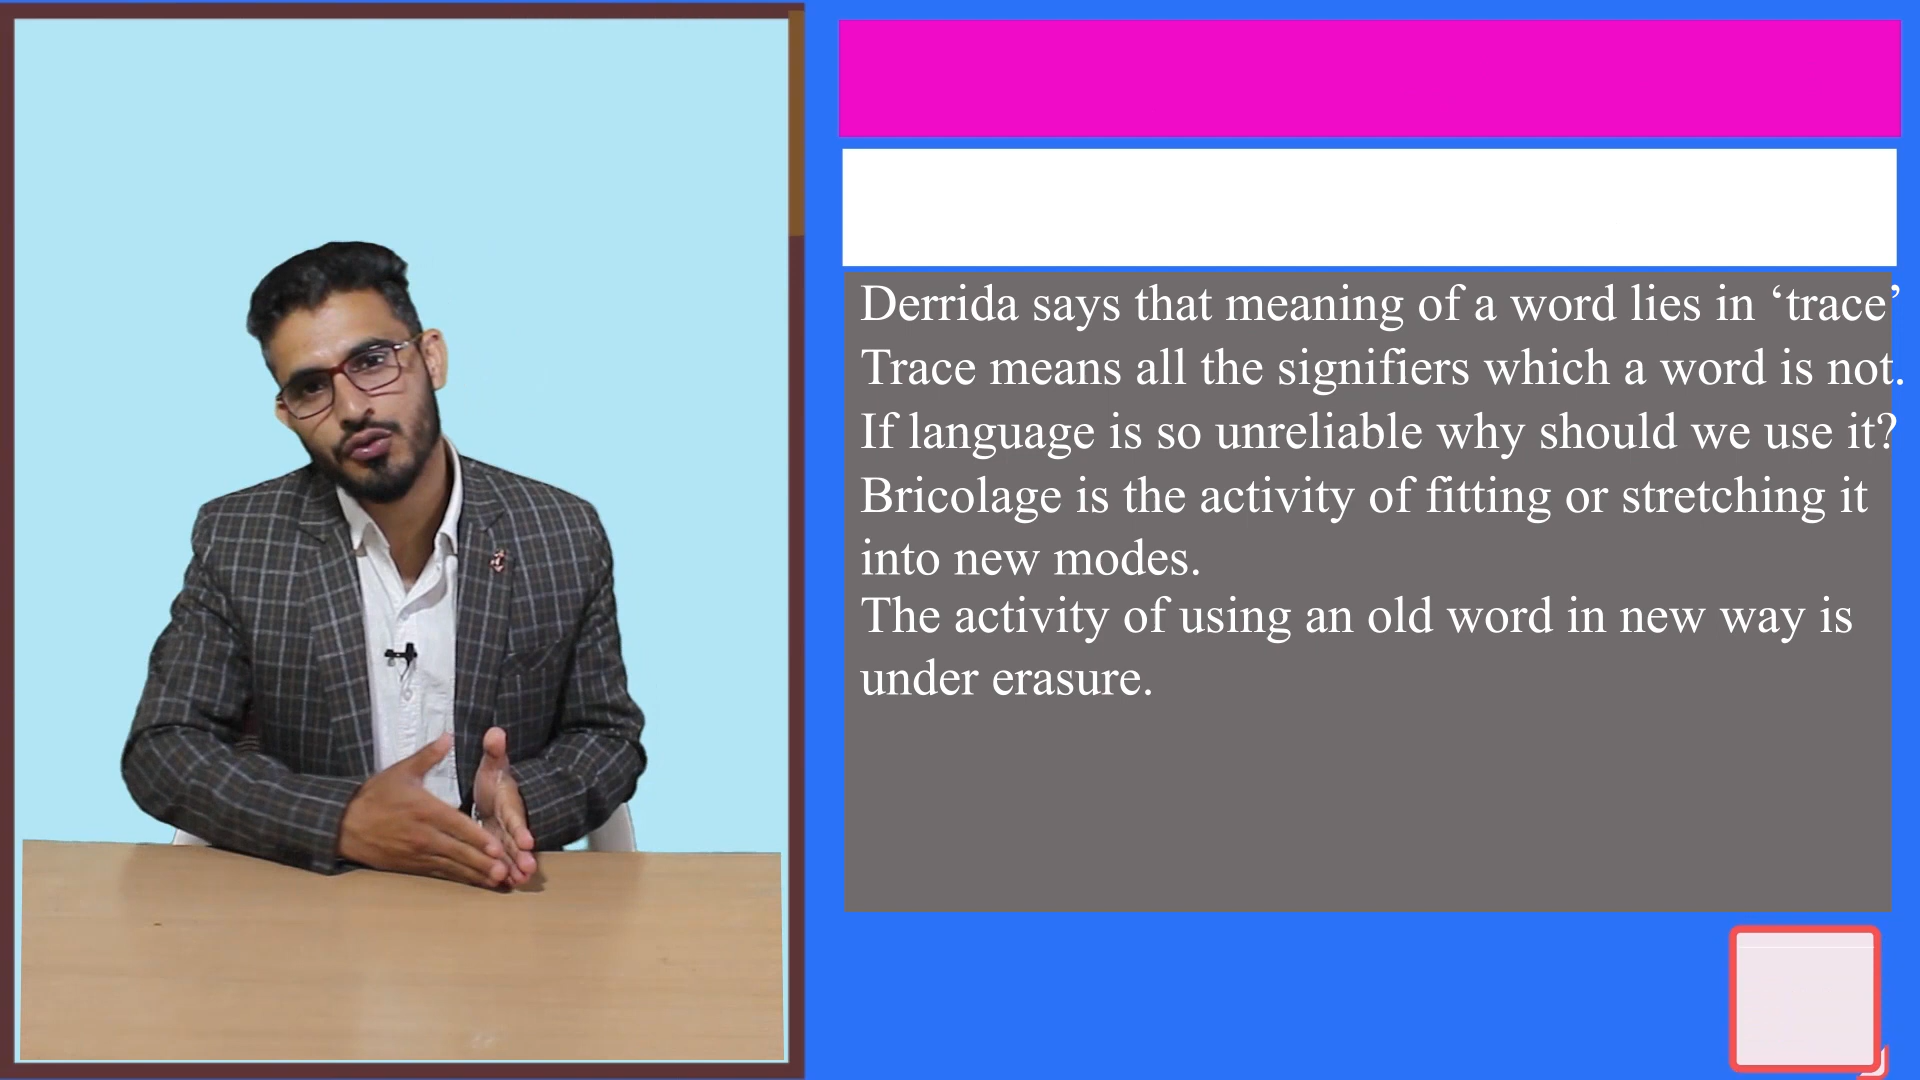 Derrida says that meaning of a word lies in ‘trace’
Trace means all the signifiers which a word is not.
If language is so unreliable why should we use it?
Bricolage is the activity of fitting or stretching it
into new modes.
The activity of using an old word in new way is
under erasure.